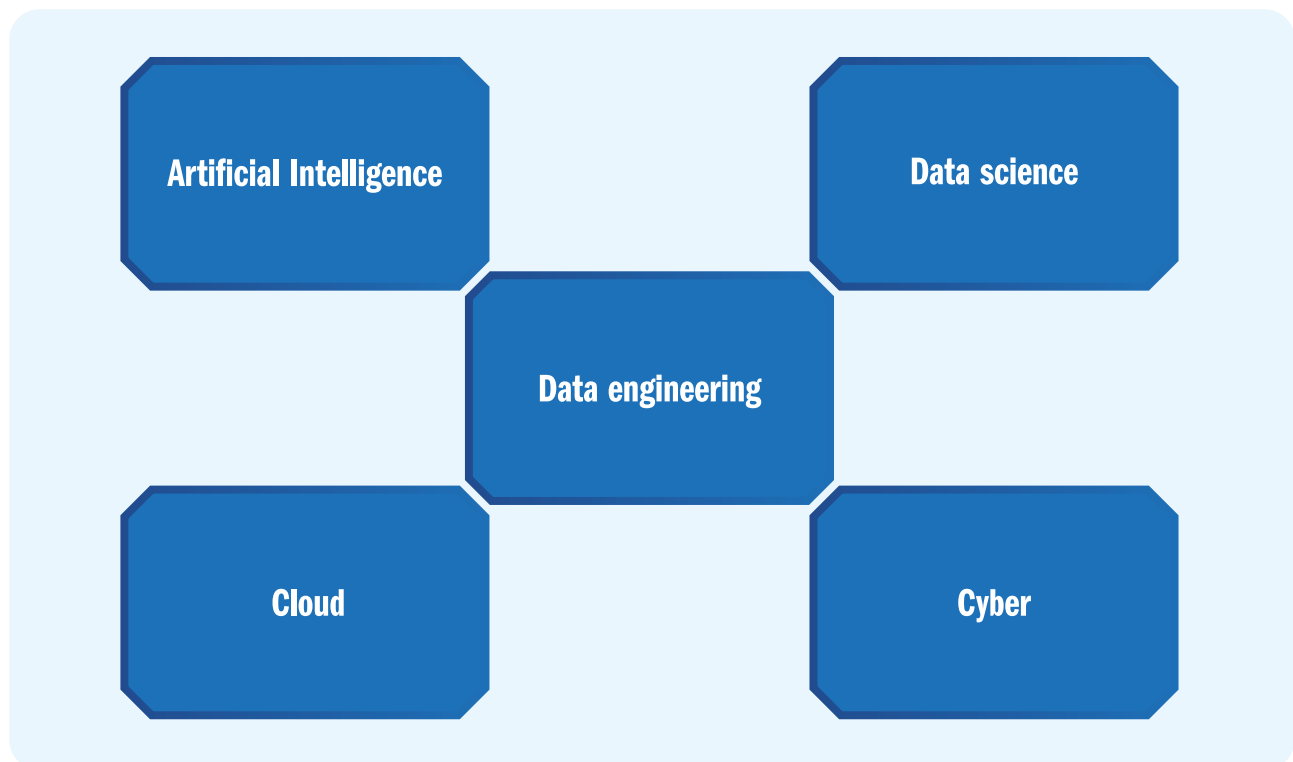 Artificial Intelligence
Data science
Data engineering
Cloud
Cyber